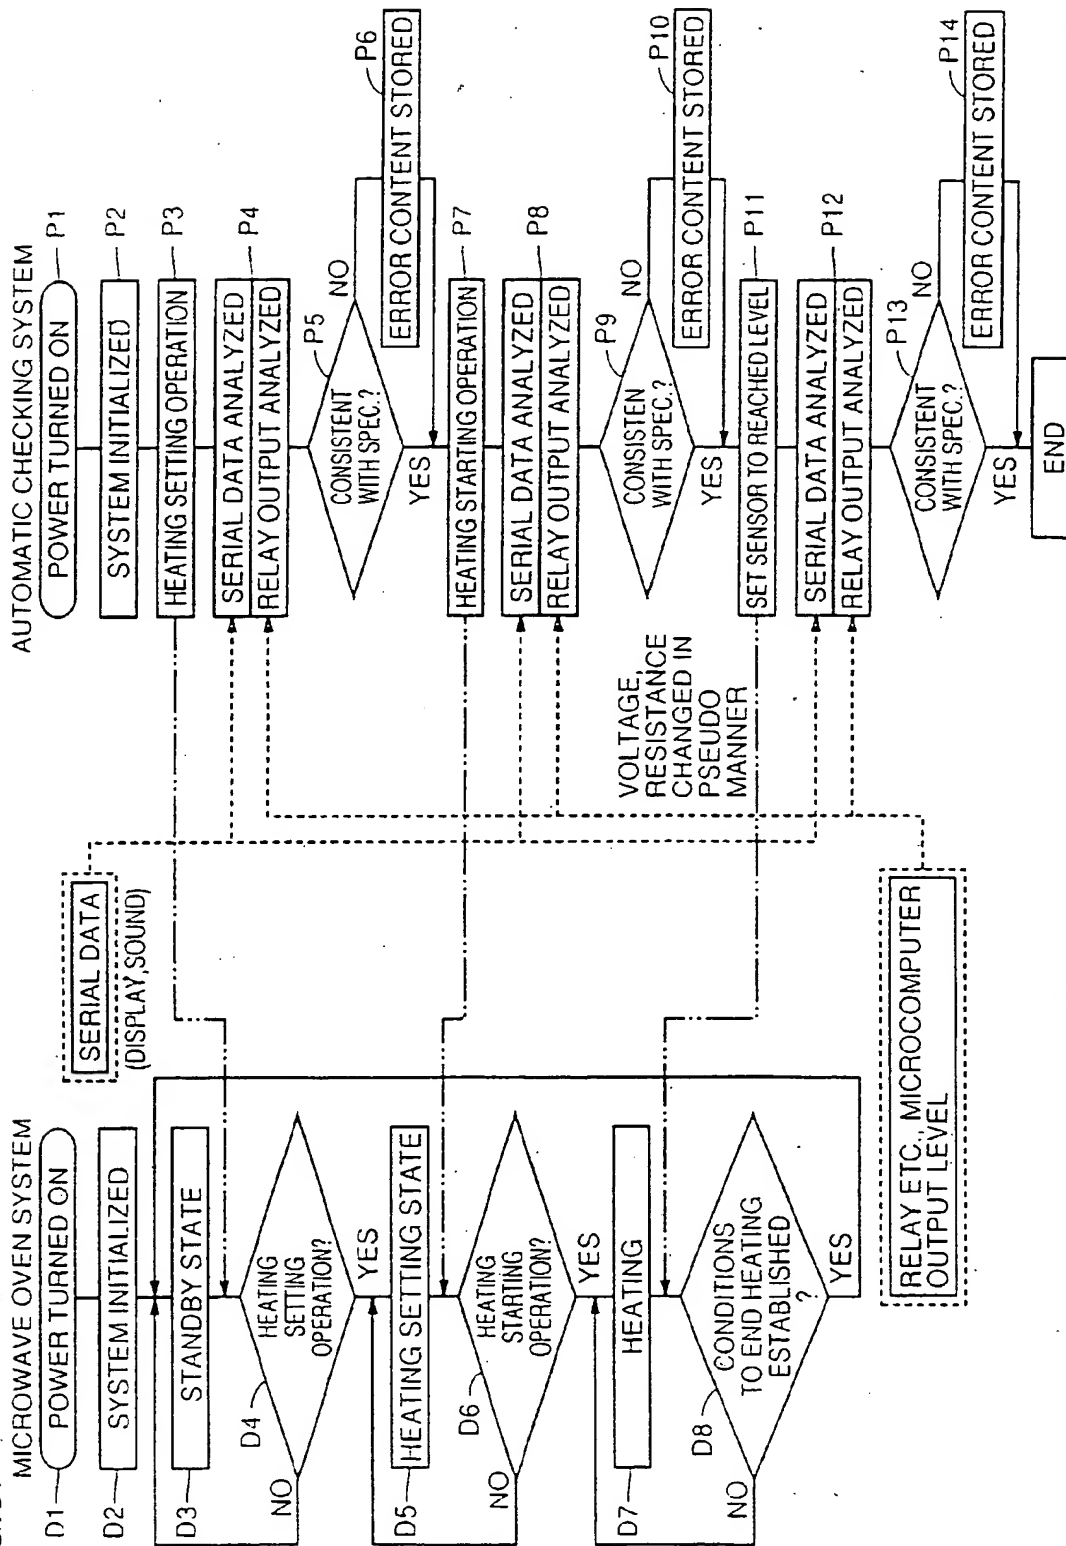 MICROWAVE OVEN SYSTEM
D1
POWER TURNED ON
D2
SYSTEM INITIALIZED
D3
STANDBY STATE
D4
HEATING
SETTING
OPERATION?
NO
YES
D5
HEATING SETTING STATE
D6
HEATING
STARTING
OPERATION?
NO
YES
D7
HEATING
D8
CONDITIONS
TO END HEATING
ESTABLISHED
?
NO
YES
SERIAL DATA
(DISPLAY,SOUND)
VOLTAGE,
RESISTANCE
CHANGED IN
PSEUDO
MANNER
RELAY ETC., MICROCOMPUTER
OUTPUT LEVEL
AUTOMATIC CHECKING SYSTEM
POWER TURNED ON
P1
SYSTEM INITIALIZED
P2
HEATING SETTING OPERATION
P3
SERIAL DATA ANALYZED
RELAY OUTPUT ANALYZED
P4
CONSISTENT
WITH SPEC.?
P5
NO
YES
ERROR CONTENT STORED
P6
HEATING STARTING OPERATION
P7
SERIAL DATA ANALYZED
RELAY OUTPUT ANALYZED
P8
CONSISTEN
WITH SPEC.?
P9
NO
YES
ERROR CONTENT STORED
P10
SET SENSOR TO REACHED LEVEL
P11
SERIAL DATA ANALYZED
RELAY OUTPUT ANALYZED
P12
CONSISTENT
WITH SPEC.?
P13
NO
YES
ERROR CONTENT STORED
P14
END